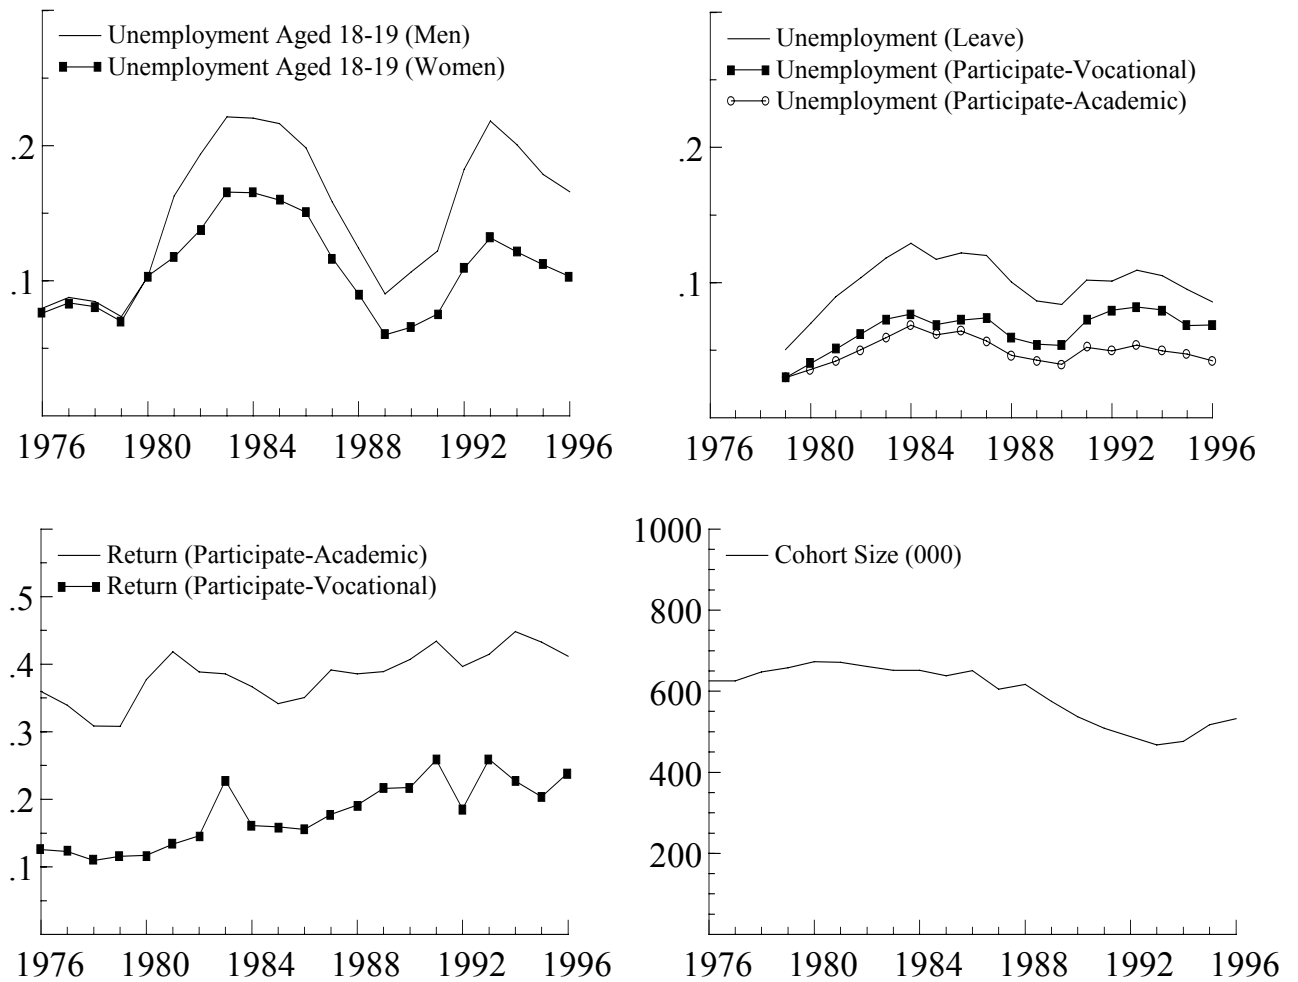 Unemployment Aged 18-19 (Men)
Unemployment Aged 18-19 (Women)
.2
.1
1976 1980 1984 1988 1992 1996
Unemployment (Leave)
Unemployment (Participate-Vocational)
Unemployment (Participate-Academic)
.2
.1
1976 1980 1984 1988 1992 1996
Return (Participate-Academic)
Return (Participate-Vocational)
.5
.4
.3
.2
.1
1976 1980 1984 1988 1992 1996
1000
Cohort Size (000)
800
600
400
200
1976 1980 1984 1988 1992 1996